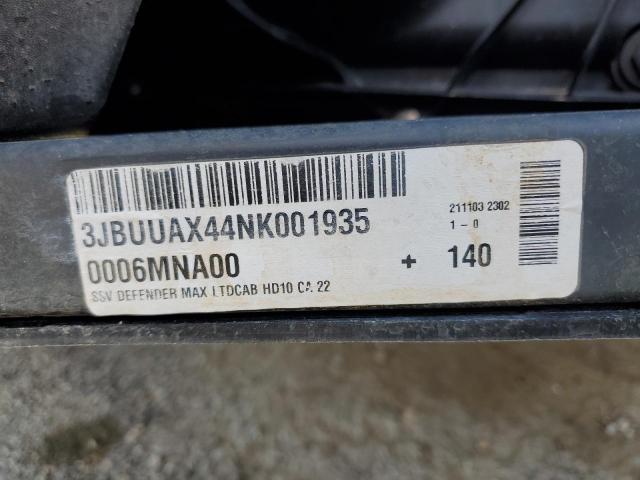 3JBUUAX44NK001935
0006MNA00 + 140
SSV DEFENDER MAX LTDCAB HD10 CA 22
211103 2302
1 - 0